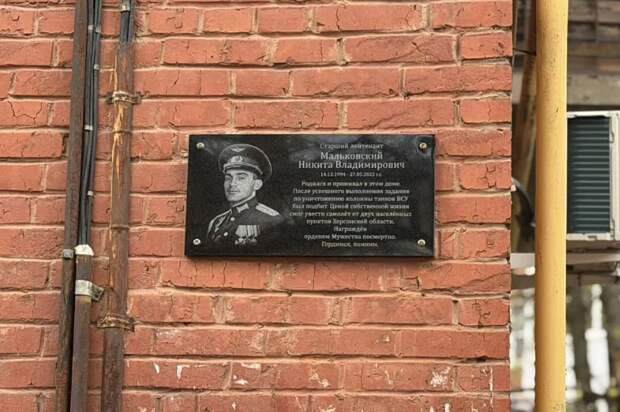 Старший лейтенант
Мальковский
Никита Владимирович
14.12.1994 - 27.05.2022 г.г.
Родился и проживал в этом доме.
После успешного выполнения задания
по уничтожению колонны танков ВСУ
был подбит. Ценой собственной жизни
смог увести самолёт от двух населённых
пунктов Херсонской области.
Награждён
орденом Мужества посмертно.
Гордимся, помним.